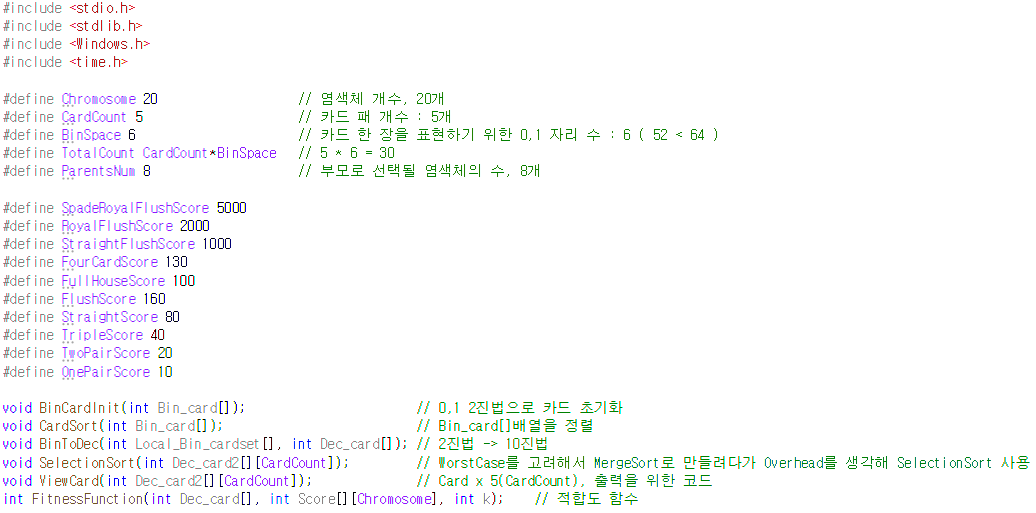 #include <stdio.h>
#include <stdlib.h>
#include <Windows.h>
#include <time.h>
#define Chromosome 20 // 염색체 개수, 20개
#define CardCount 5 // 카드 패 개수 : 5개
#define BinSpace 6 // 카드 한 장을 표현하기 위한 0,1 자리 수 : 6 ( 52 < 64 )
#define TotalCount CardCount*BinSpace // 5 * 6 = 30
#define ParentsNum 8 // 부모로 선택될 염색체의 수, 8개
#define SpadeRoyalFlushScore 5000
#define RoyalFlushScore 2000
#define StraightFlushScore 1000
#define FourCardScore 130
#define FullHouseScore 100
#define FlushScore 160
#define StraightScore 80
#define TripleScore 40
#define TwoPairScore 20
#define OnePairScore 10
void BinCardInit(int Bin_card[]); // 0,1 2진법으로 카드 초기화
void CardSort(int Bin_card[]); // Bin_card[]배열을 정렬
void BinToDec(int Local_Bin_cardset[], int Dec_card[]); // 2진법 -> 10진법
void SelectionSort(int Dec_card2[][CardCount]); // WorstCase를 고려해서 MergeSort로 만들려다가 Overhead를 생각해 SelectionSort 사용
void ViewCard(int Dec_card2[][CardCount]); // Card x 5(CardCount), 출력을 위한 코드
int FitnessFunction(int Dec_card[], int Score[][Chromosome], int k); // 적합도 함수